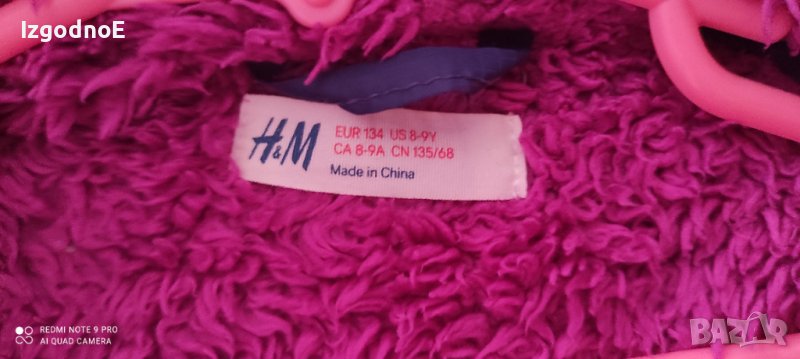 IzgodnoE
H&M
EUR 134 US 8-9Y
CA 8-9A CN 135/68
Made in China
REDMI NOTE 9 PRO
AI QUAD CAMERA
BAZAR